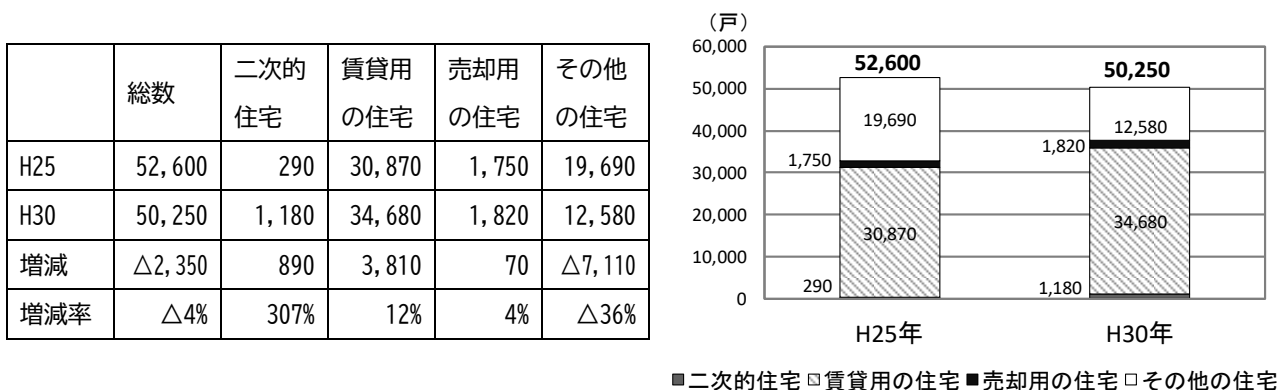 総数
二次的
住宅
賃貸用
の住宅
売却用
の住宅
その他
の住宅
H25 52,600 290 30,870 1,750 19,690
H30 50,250 1,180 34,680 1,820 12,580
増減 △2,350 890 3,810 70 △7,110
増減率 △4% 307% 12% 4% △36%
(戸)
60,000
50,000
40,000
30,000
20,000
10,000
0
52,600
19,690
1,750
30,870
290
50,250
12,580
1,820
34,680
1,180
H25年 H30年
二次的住宅 賃貸用の住宅 売却用の住宅 その他の住宅